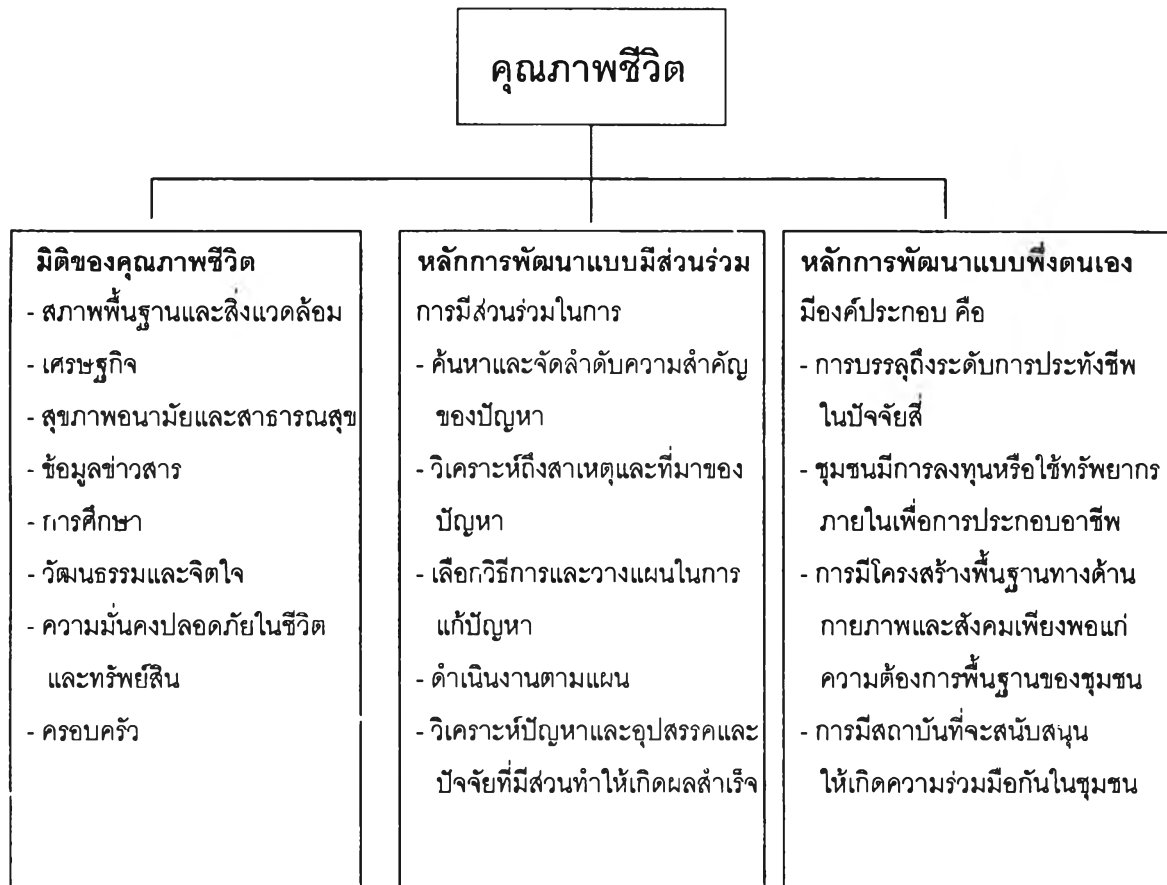 คุณภาพชีวิต
มิติของคุณภาพชีวิต
- สภาพพื้นฐานและสิ่งแวดล้อม
- เศรษฐกิจ
- สุขภาพอนามัยและสาธารณสุข
- ข้อมูลข่าวสาร
- การศึกษา
- วัฒนธรรมและจิตใจ
- ความมั่นคงปลอดภัยในชีวิต
และทรัพย์สิน
- ครอบครัว
หลักการพัฒนาแบบมีส่วนร่วม
การมีส่วนร่วมในการ
- ค้นหาและจัดลำดับความสำคัญ
ของปัญหา
- วิเคราะห์ถึงสาเหตุและที่มาของ
ปัญหา
- เลือกวิธีการและวางแผนในการ
แก้ปัญหา
- ดำเนินงานตามแผน
- วิเคราะห์ปัญหาและอุปสรรคและ
ปัจจัยที่มีส่วนทำให้เกิดผลสำเร็จ
หลักการพัฒนาแบบพึ่งตนเอง
มีองค์ประกอบ คือ
- การบรรลุถึงระดับการประทังชีพ
ในปัจจัยสี่
- ชุมชนมีการลงทุนหรือใช้ทรัพยากร
ภายในเพื่อการประกอบอาชีพ
- การมีโครงสร้างพื้นฐานทางด้าน
กายภาพและสังคมเพียงพอแก่
ความต้องการพื้นฐานของชุมชน
- การมีสถาบันที่จะสนับสนุน
ให้เกิดความร่วมมือกันในชุมชน